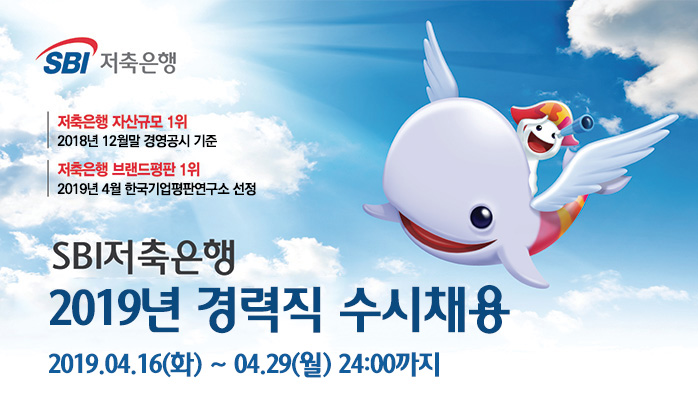 SBI 저축은행
저축은행 자산규모 1위
2018년 12월말 경영공시 기준
저축은행 브랜드평판 1위
2019년 4월 한국기업평판연구소 선정
SBI저축은행
2019년 경력직 수시채용
2019.04.16(화) ~ 04.29(월) 24:00까지